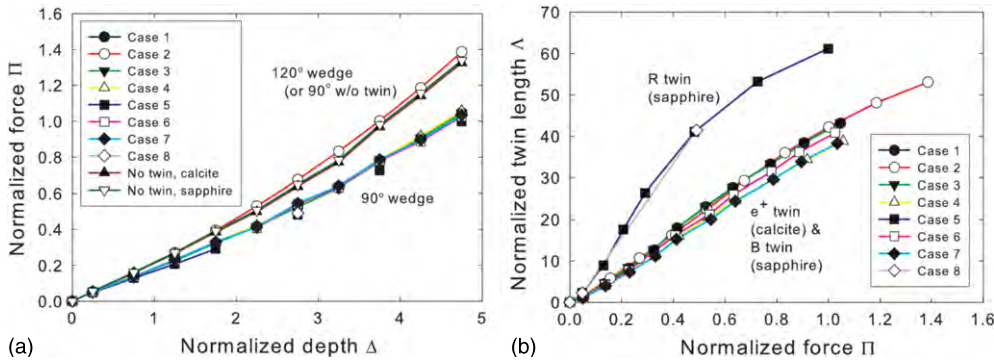 1.6
1.4
1.2
1.0
0.8
0.6
0.4
0.2
0.0
Normalized force Π
Case 1
Case 2
Case 3
Case 4
Case 5
Case 6
Case 7
Case 8
No twin, calcite
No twin, sapphire
120° wedge
(or 90° w/o twin)
90° wedge
0 1 2 3 4 5
(a)
Normalized depth Δ
70
60
50
40
30
20
10
0
Normalized twin length Λ
R twin
(sapphire)
e+ twin
(calcite) &
B twin
(sapphire)
Case 1
Case 2
Case 3
Case 4
Case 5
Case 6
Case 7
Case 8
0.0 0.2 0.4 0.6 0.8 1.0 1.2 1.4 1.6
(b)
Normalized force Π